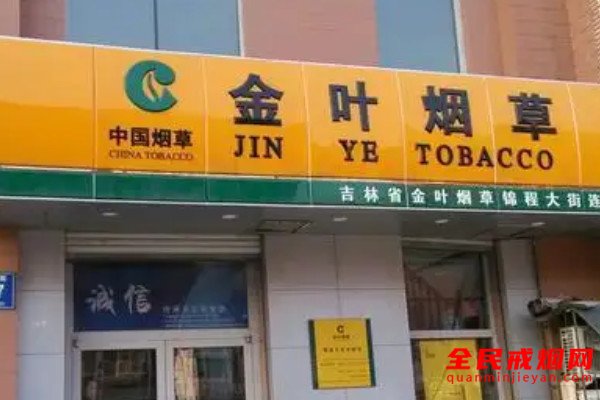 金叶烟草
中国烟草
CHINA TOBACCO
JIN YE TOBACCO
吉林省金叶烟草锦程大街连
诚信
7
全民戒烟网
quanminjieyan.com